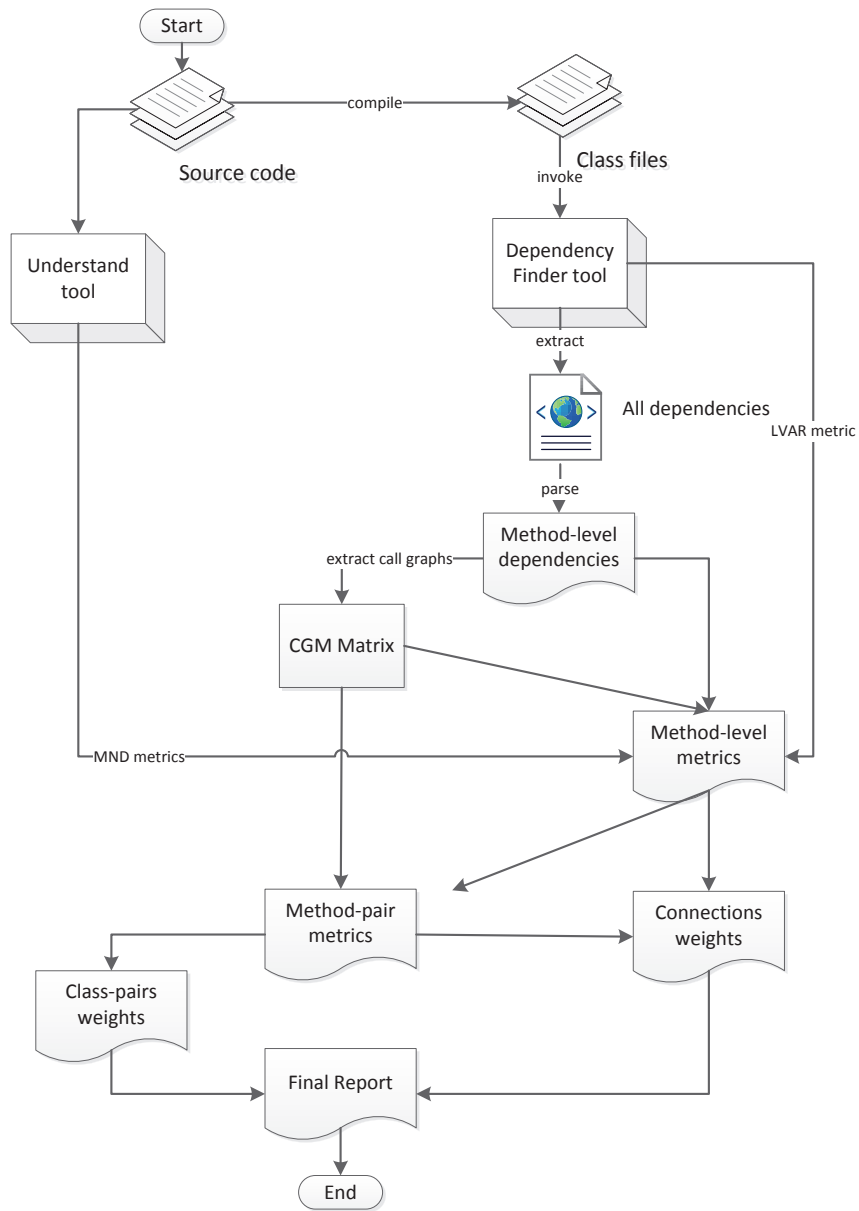 Start
compile
Source code
Class files
invoke
Understand
tool
Dependency
Finder tool
extract
< >
All dependencies
LVAR metric
parse
Method-level
dependencies
extract call graphs
CGM Matrix
Method-level
metrics
MND metrics
Method-pair
metrics
Connections
weights
Class-pairs
weights
Final Report
End